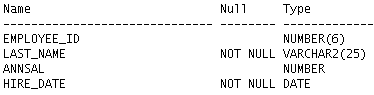 Name                           Null     Type
------------------------------ -------- ------------
EMPLOYEE_ID                             NUMBER(6)
LAST_NAME                      NOT NULL VARCHAR2(25)
ANNSAL                                  NUMBER
HIRE_DATE                      NOT NULL DATE